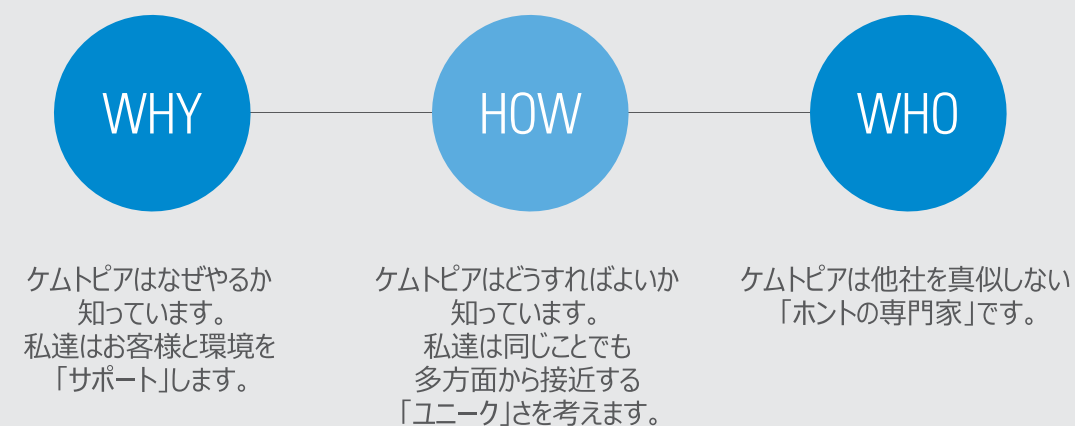 WHY
HOW
WHO
ケムトピアはなぜやるか
知っています。
私達はお客様と環境を
「サポート」します。
ケムトピアはどうすればよいか
知っています。
私達は同じことでも
多方面から接近する
「ユニーク」さを考えます。
ケムトピアは他社を真似しない
「ホントの専門家」です。